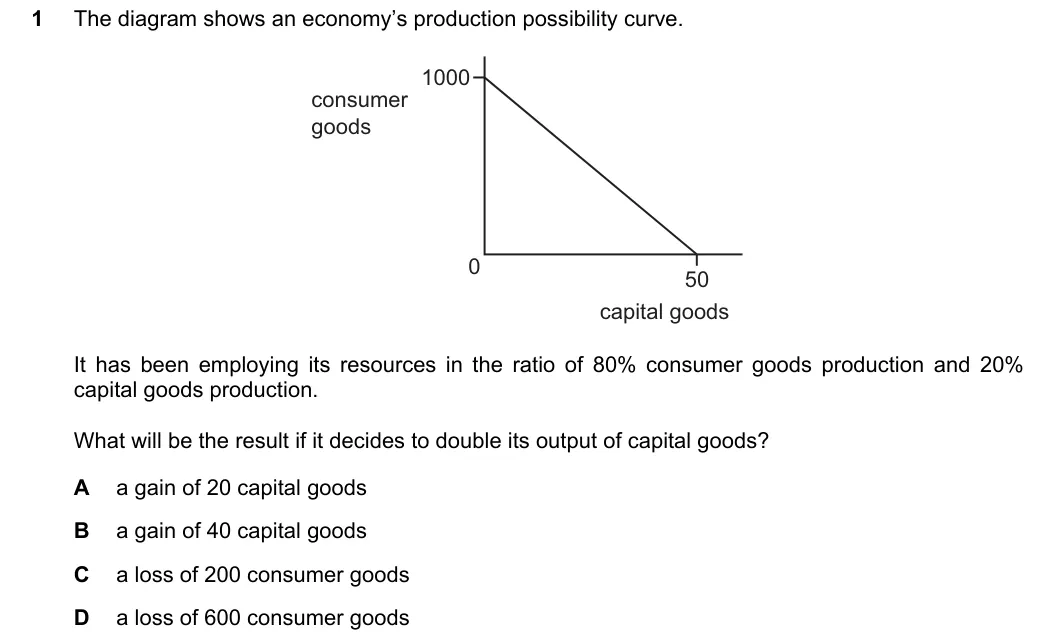 1 The diagram shows an economy’s production possibility curve.
1000
consumer
goods
0
50
capital goods
It has been employing its resources in the ratio of 80% consumer goods production and 20%
capital goods production.
What will be the result if it decides to double its output of capital goods?
A a gain of 20 capital goods
B a gain of 40 capital goods
C a loss of 200 consumer goods
D a loss of 600 consumer goods